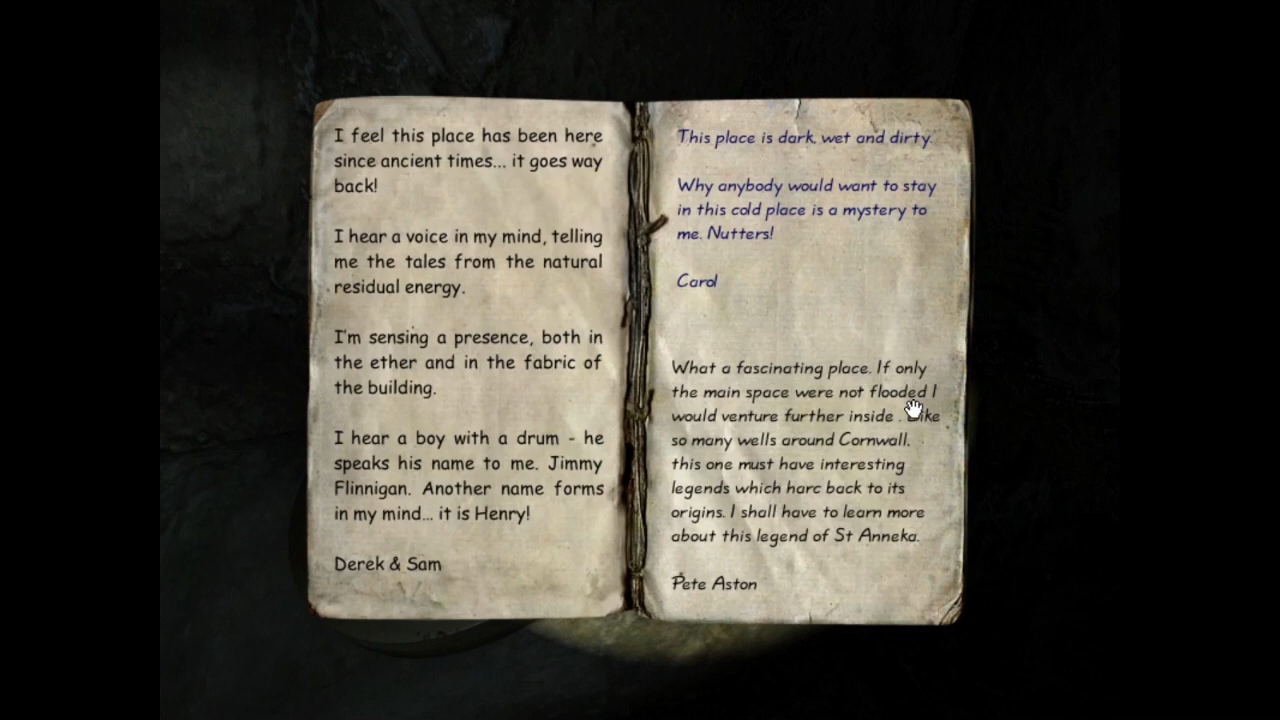 I feel this place has been here
since ancient times... it goes way
back!
I hear a voice in my mind, telling
me the tales from the natural
residual energy.
I'm sensing a presence, both in
the ether and in the fabric of
the building.
I hear a boy with a drum - he
speaks his name to me. Jimmy
Flinnigan. Another name forms
in my mind... it is Henry!
Derek & Sam
This place is dark, wet and dirty.
Why anybody would want to stay
in this cold place is a mystery to
me. Nutters!
Carol
What a fascinating place. If only
the main space were not flooded I
would venture further inside . Like
so many wells around Cornwall,
this one must have interesting
legends which harc back to its
origins. I shall have to learn more
about this legend of St Anneka.
Pete Aston